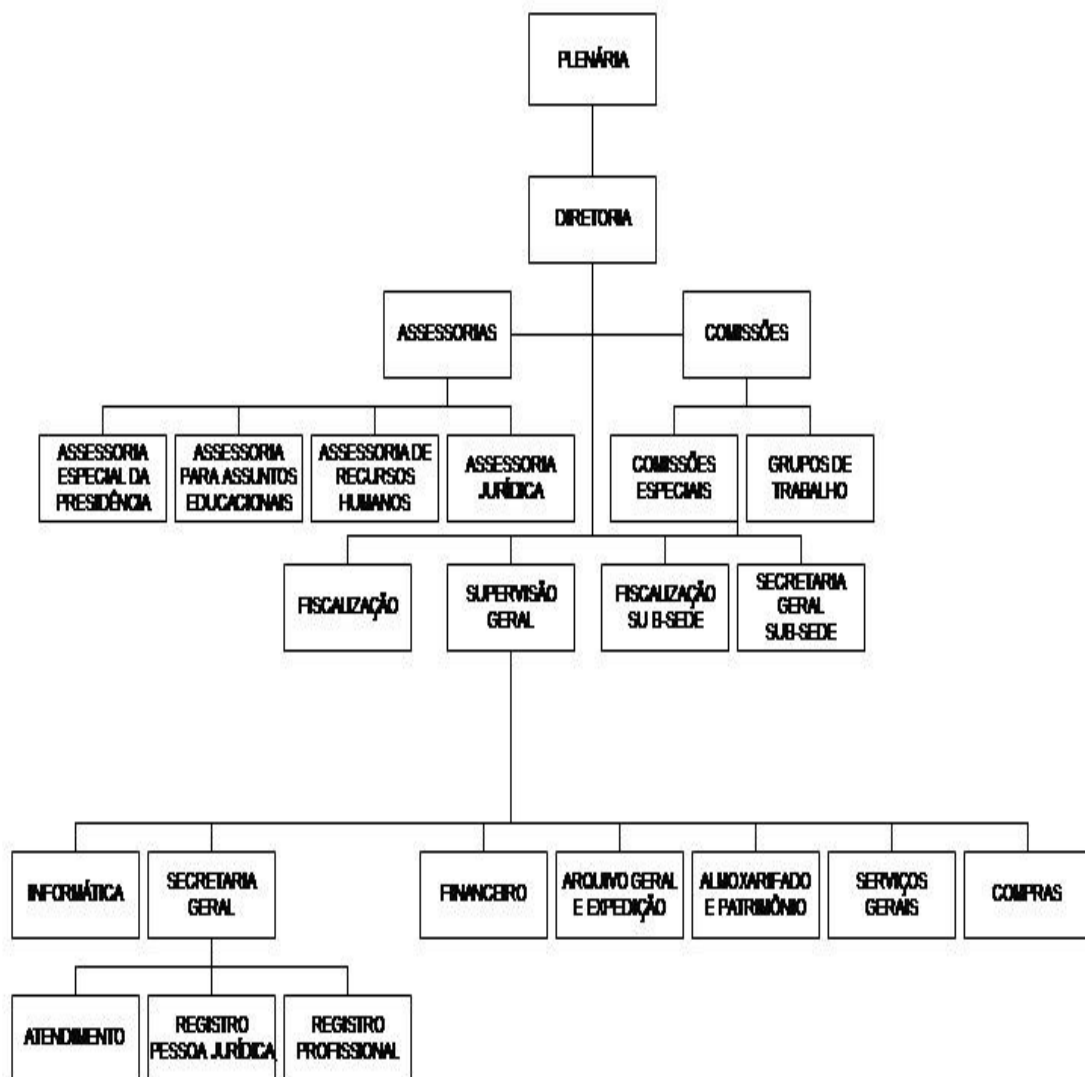 PLENÁRIA
DIRETORIA
ASSESSORIAS
COMISSÕES
ASSESSORIA
ESPECIAL DA
PRESIDÊNCIA
ASSESSORIA
PARA ASSUNTOS
EDUCACIONAIS
ASSESSORIA DE
RECURSOS
HUMANOS
ASSESSORIA
JURÍDICA
COMISSÕES
ESPECIAIS
GRUPOS DE
TRABALHO
FISCALIZAÇÃO
SUPERVISÃO
GERAL
FISCALIZAÇÃO
SU B-SEDE
SECRETARIA
GERAL
SUB-SEDE
INFORMÁTICA
SECRETARIA
GERAL
FINANCEIRO
ARQUIVO GERAL
E EXPEDIÇÃO
ALMOXARIFADO
E PATRIMÔNIO
SERVIÇOS
GERAIS
COMPRAS
ATENDIMENTO
REGISTRO
PESSOA JURÍDICA
REGISTRO
PROFISSIONAL